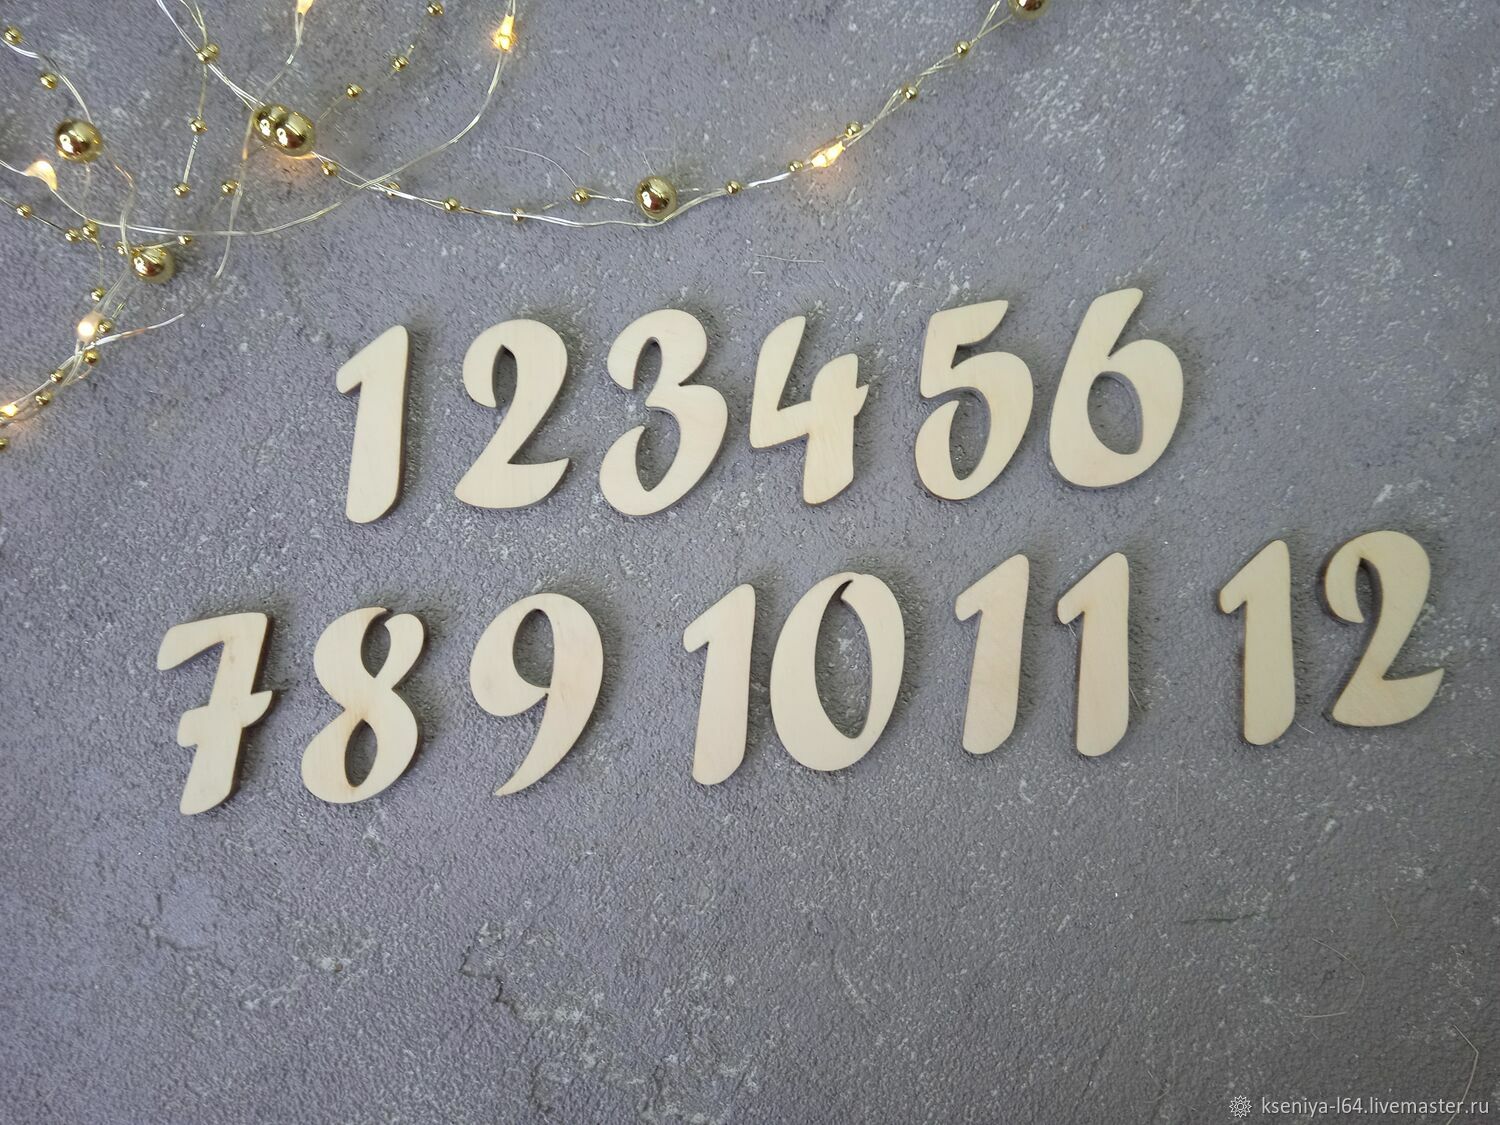 1 2 3 4 5 6
7 8 9 10 11 12
kseniya-l64.livemaster.ru